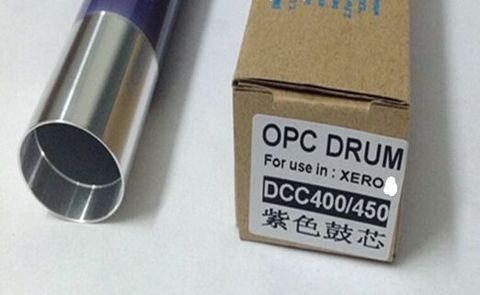 OPC DRUM
For use in : XERO
DCC400/450
紫色鼓芯